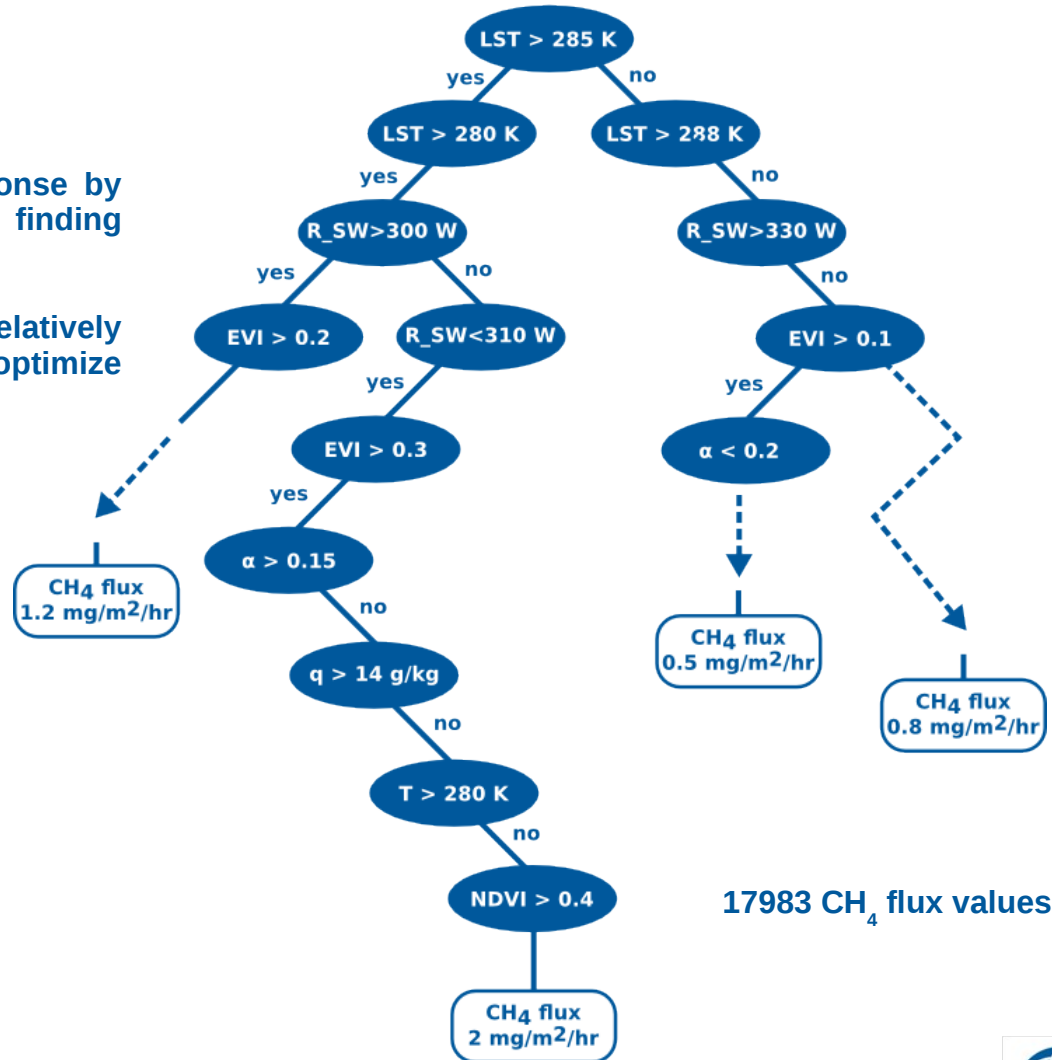 LST > 285 K
yes
no
LST > 280 K
LST > 288 K
yes
no
onse by
finding
R_SW>300 W
R_SW>330 W
yes
no
no
elatively
optimize
EVI > 0.2
R_SW<310 W
EVI > 0.1
yes
yes
EVI > 0.3
α < 0.2
yes
α > 0.15
CH4 flux
1.2 mg/m2/hr
no
CH4 flux
0.5 mg/m2/hr
q > 14 g/kg
CH4 flux
0.8 mg/m2/hr
no
T > 280 K
no
NDVI > 0.4
17983 CH4 flux values
CH4 flux
2 mg/m2/hr